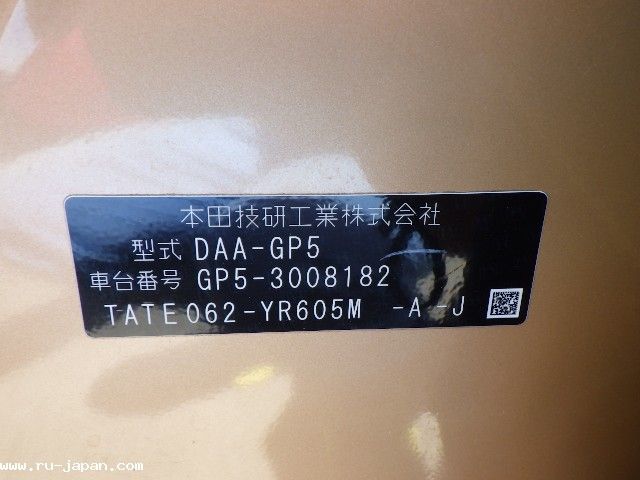 本田技研工業株式会社
型式 DAA-GP5
車台番号 GP5-3008182
TATE062-YR605M -A -J
www.ru-japan.com